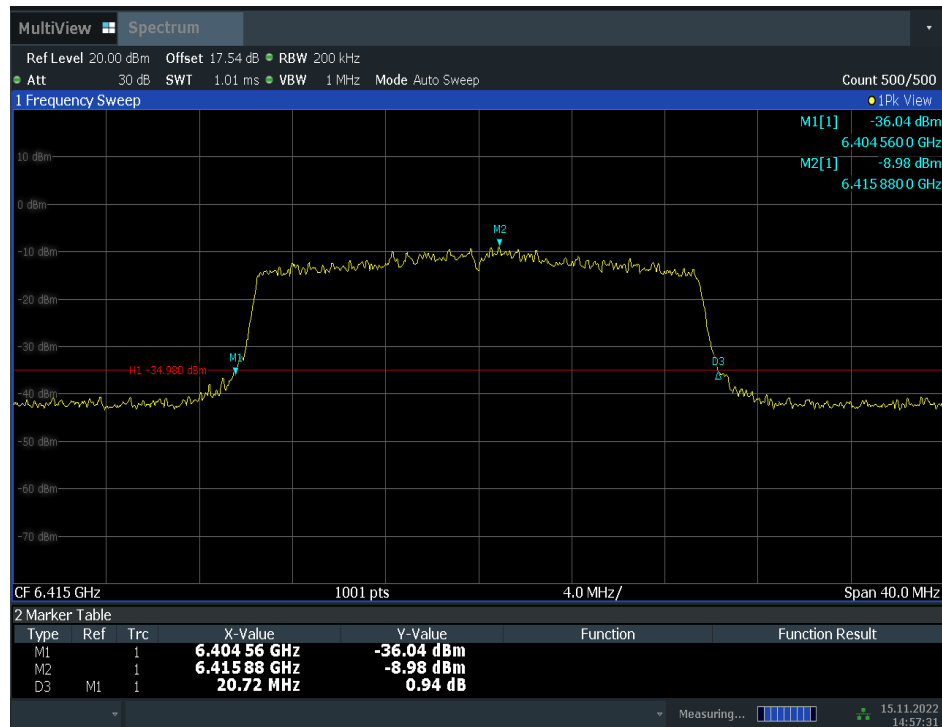 MultiView Spectrum
Ref Level 20.00 dBm Offset 17.54 dB RBW 200 kHz
Att 30 dB SWT 1.01 ms VBW 1 MHz Mode Auto Sweep Count 500/500
1 Frequency Sweep 1Pk View
M1[1] -36.04 dBm
6.4045600 GHz
M2[1] -8.98 dBm
6.4158800 GHz
10 dBm
0 dBm
M2
-10 dBm
-20 dBm
-30 dBm
M1 D3
H1 -34.980 dBm
-40 dBm
-50 dBm
-60 dBm
-70 dBm
CF 6.415 GHz 1001 pts 4.0 MHz/ Span 40.0 MHz
2 Marker Table
Type Ref Trc X-Value Y-Value Function Function Result
M1 1 6.404 56 GHz -36.04 dBm
M2 1 6.415 88 GHz -8.98 dBm
D3 M1 1 20.72 MHz 0.94 dB
Measuring... 15.11.2022
14:57:31